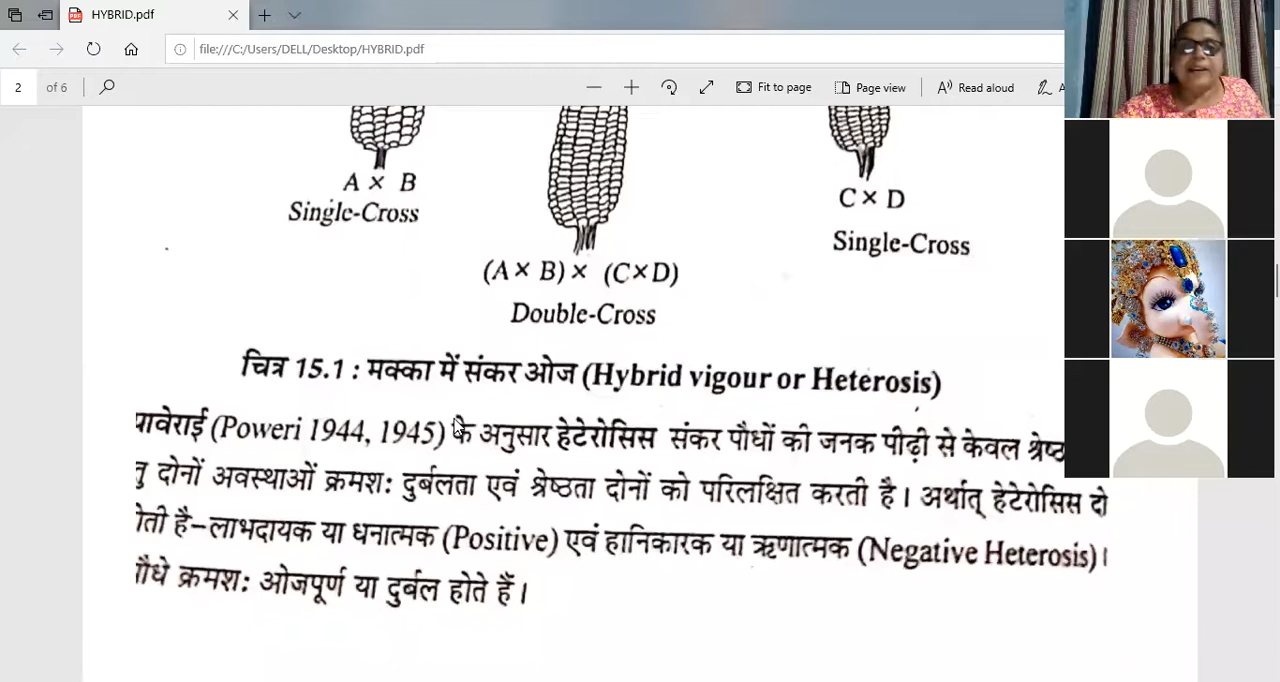 HYBRID.pdf
file:///C:/Users/DELL/Desktop/HYBRID.pdf
2 of 6 Fit to page Page view Read aloud
A × B
Single-Cross
(A × B) × (C×D)
Double-Cross
C × D
Single-Cross
चित्र 15.1 : मक्का में संकर ओज (Hybrid vigour or Heterosis)
पावेराई (Poweri 1944, 1945) के अनुसार हेटेरोसिस संकर पौधों की जनक पीढ़ी से केवल
दोनों अवस्थाओं क्रमश: दुर्बलता एवं श्रेष्ठता दोनों को परिलक्षित करती है। अर्थात् हेटेरोसिस दो
है–लाभदायक या धनात्मक (Positive) एवं हानिकारक या ऋणात्मक (Negative Heterosis)।
पौधे क्रमश: ओजपूर्ण या दुर्बल होते हैं।